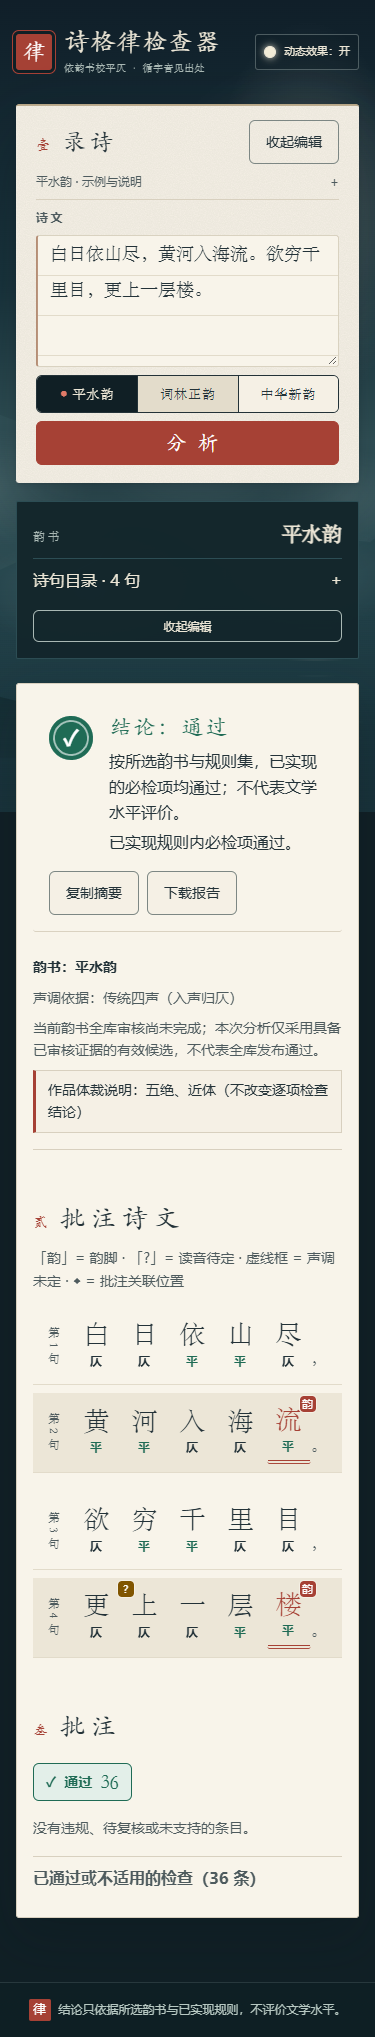 律 诗格律检查器
依韵书校平仄 · 循字音见出处
动态效果：开
壹 录诗
收起编辑
平水韵 · 示例与说明 +
诗文
白日依山尽，黄河入海流。欲穷千
里目，更上一层楼。
平水韵 词林正韵 中华新韵
分析
韵书 平水韵
诗句目录 · 4 句 +
收起编辑
结论：通过
按所选韵书与规则集，已实现
的必检项均通过；不代表文学
水平评价。
已实现规则内必检项通过。
复制摘要 下载报告
韵书：平水韵
声调依据：传统四声（入声归仄）
当前韵书全库审核尚未完成；本次分析仅采用具备
已审核证据的有效候选，不代表全库发布通过。
作品体裁说明：五绝、近体（不改变逐项检查
结论）
贰 批注诗文
「韵」= 韵脚 · 「?」= 读音待定 · 虚线框 = 声调
未定 · ◆ = 批注关联位置
第1句 白 日 依 山 尽 ，
仄 仄 平 平 仄
第2句 黄 河 入 海 流 韵 。
平 平 仄 仄 平
第3句 欲 穷 千 里 目 ，
仄 平 平 仄 仄
第4句 更 ? 上 一 层 楼 韵 。
仄 仄 仄 平 平
叁 批注
✓ 通过 36
没有违规、待复核或未支持的条目。
已通过或不适用的检查（36 条）
律 结论只依据所选韵书与已实现规则，不评价文学水平。